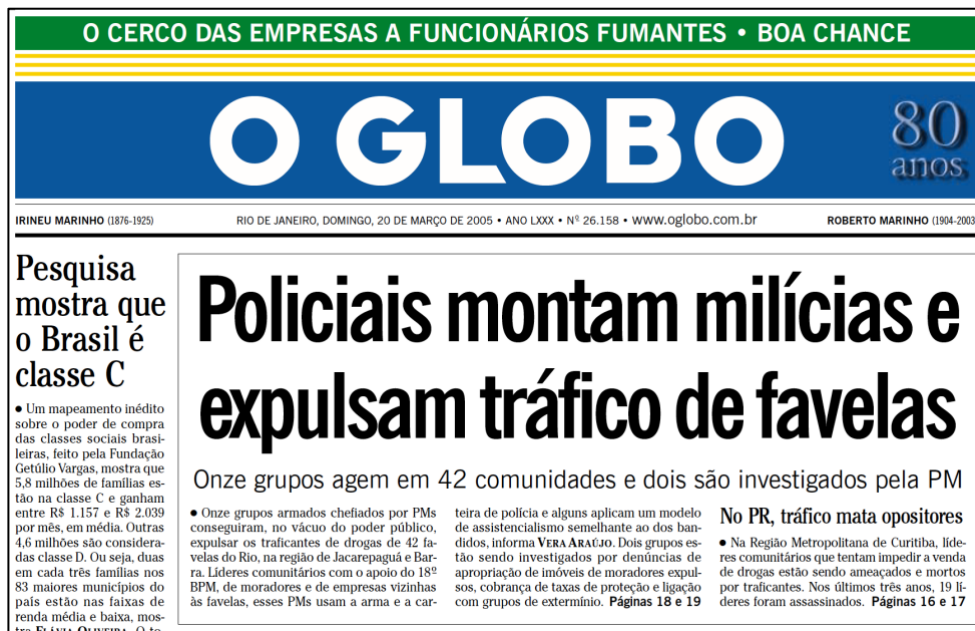 O CERCO DAS EMPRESAS A FUNCIONÁRIOS FUMANTES • BOA CHANCE
O GLOBO
80
anos
IRINEU MARINHO (1876-1925)
RIO DE JANEIRO, DOMINGO, 20 DE MARÇO DE 2005 • ANO LXXX • Nº 26.158 • www.oglobo.com.br
ROBERTO MARINHO (1904-2003
Pesquisa
mostra que
o Brasil é
classe C
• Um mapeamento inédito
sobre o poder de compra
das classes sociais brasi-
leiras, feito pela Fundação
Getúlio Vargas, mostra que
5,8 milhões de famílias es-
tão na classe C e ganham
entre R$ 1.157 e R$ 2.039
por mês, em média. Outras
4,6 milhões são considera-
das classe D. Ou seja, duas
em cada três famílias nos
83 maiores municípios do
país estão nas faixas de
renda média e baixa, mos-
tra FLÁVIA OLIVEIRA. O to-
Policiais montam milícias e
expulsam tráfico de favelas
Onze grupos agem em 42 comunidades e dois são investigados pela PM
• Onze grupos armados chefiados por PMs
conseguiram, no vácuo do poder público,
expulsar os traficantes de drogas de 42 fa-
velas do Rio, na região de Jacarepaguá e Bar-
ra. Líderes comunitários com o apoio do 18º
BPM, de moradores e de empresas vizinhas
às favelas, esses PMs usam a arma e a car-
teira de polícia e alguns aplicam um modelo
de assistencialismo semelhante ao dos ban-
didos, informa VERA ARAÚJO. Dois grupos es-
tão sendo investigados por denúncias de
apropriação de imóveis de moradores expul-
sos, cobrança de taxas de proteção e ligação
com grupos de extermínio. Páginas 18 e 19
No PR, tráfico mata opositores
• Na Região Metropolitana de Curitiba, líde-
res comunitários que tentam impedir a venda
de drogas estão sendo ameaçados e mortos
por traficantes. Nos últimos três anos, 19 lí-
deres foram assassinados. Páginas 16 e 17